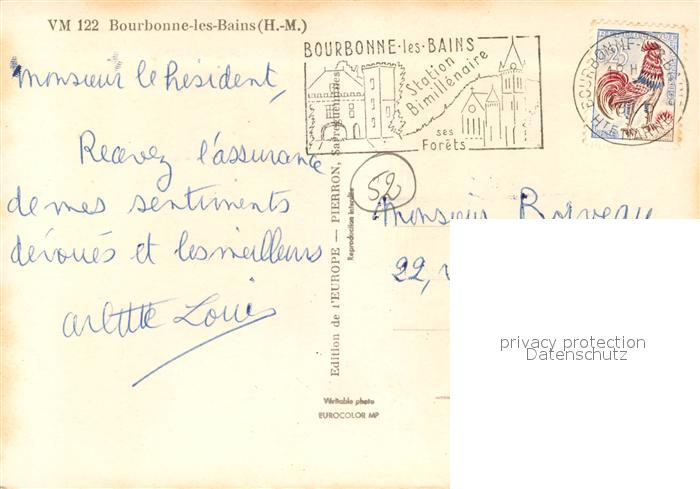 VM 122 Bourbonne-les-Bains (H.-M.)
Monsieur le Président,
Recevez l'assurance
de mes sentiments
dévoués et les meilleurs
Arlette Louis
BOURBONNE-les-BAINS
Station
Bimillénaire
ses
Forêts
52
Edition de l'EUROPE — PIERRON, Sarreguemines
Reproduction interdite
Véritable photo
EUROCOLOR MP
Monsieur
22,
privacy protection
Datenschutz